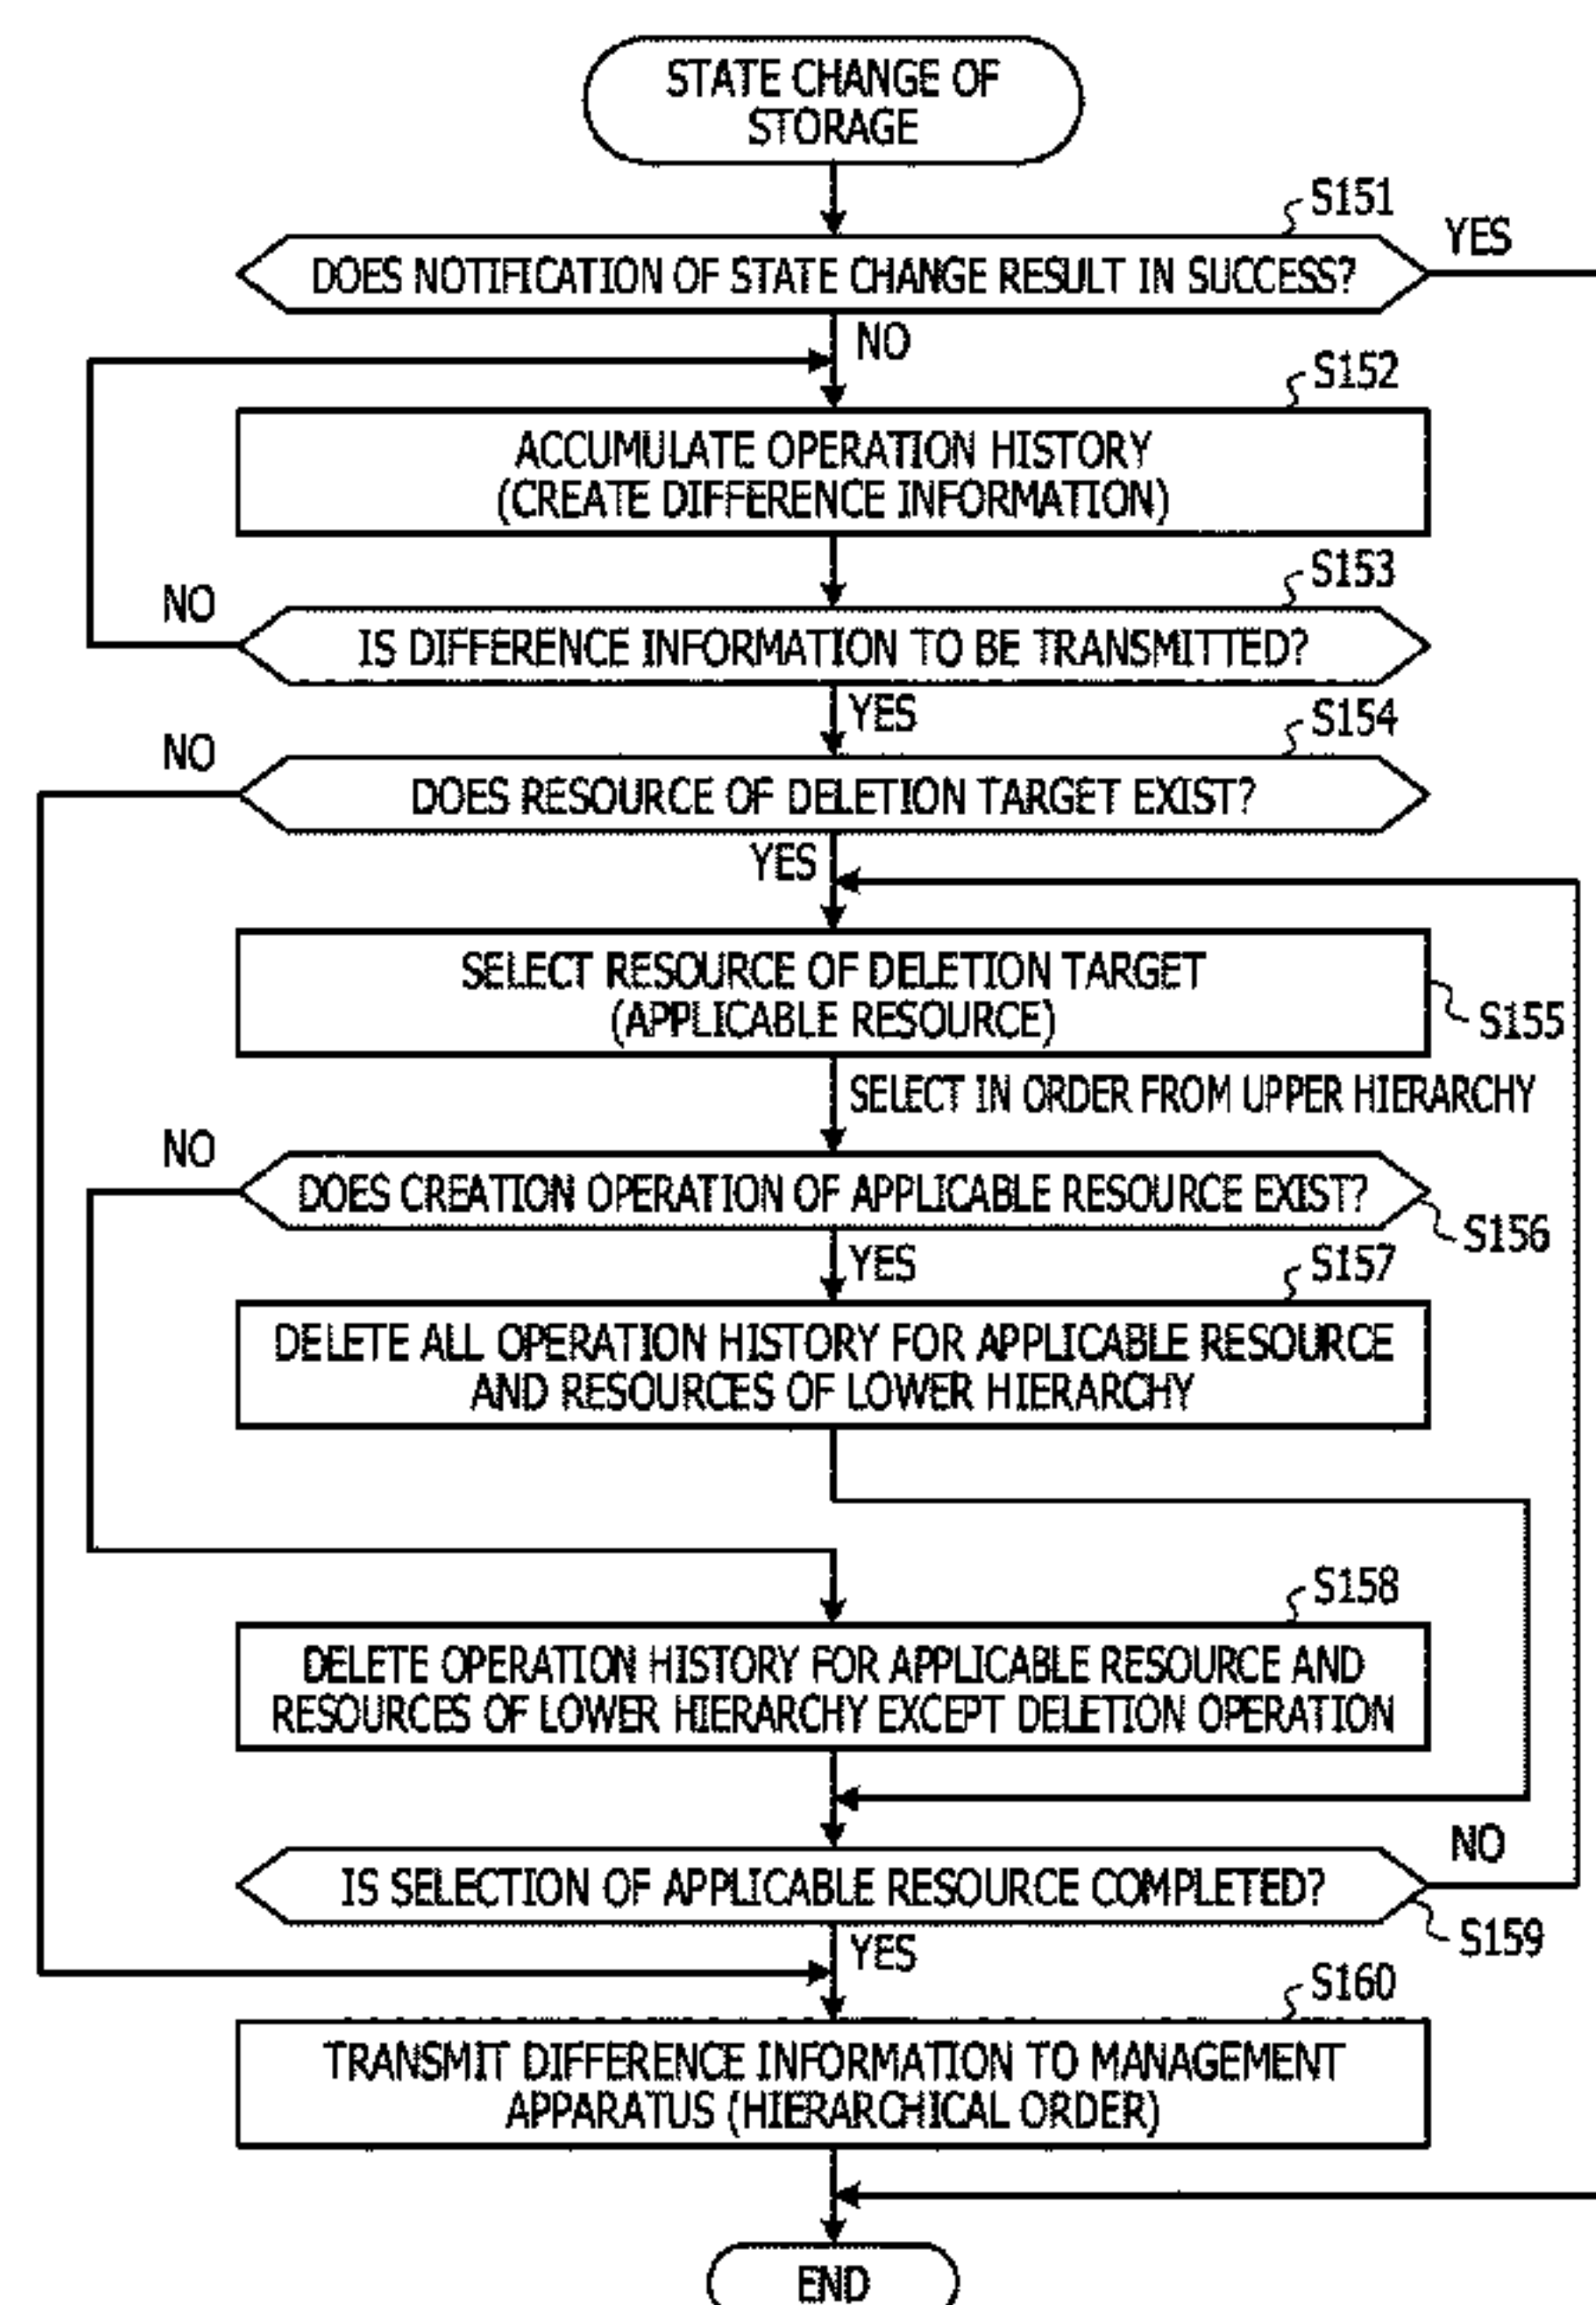 STATE CHANGE OF
STORAGE
S151
YES
DOES NOTIFICATION OF STATE CHANGE RESULT IN SUCCESS?
NO
S152
ACCUMULATE OPERATION HISTORY
(CREATE DIFFERENCE INFORMATION)
S153
NO
IS DIFFERENCE INFORMATION TO BE TRANSMITTED?
YES
S154
NO
DOES RESOURCE OF DELETION TARGET EXIST?
YES
SELECT RESOURCE OF DELETION TARGET
(APPLICABLE RESOURCE)
S155
SELECT IN ORDER FROM UPPER HIERARCHY
NO
DOES CREATION OPERATION OF APPLICABLE RESOURCE EXIST?
S156
YES
S157
DELETE ALL OPERATION HISTORY FOR APPLICABLE RESOURCE
AND RESOURCES OF LOWER HIERARCHY
S158
DELETE OPERATION HISTORY FOR APPLICABLE RESOURCE AND
RESOURCES OF LOWER HIERARCHY EXCEPT DELETION OPERATION
NO
IS SELECTION OF APPLICABLE RESOURCE COMPLETED?
S159
YES
S160
TRANSMIT DIFFERENCE INFORMATION TO MANAGEMENT
APPARATUS (HIERARCHICAL ORDER)
END